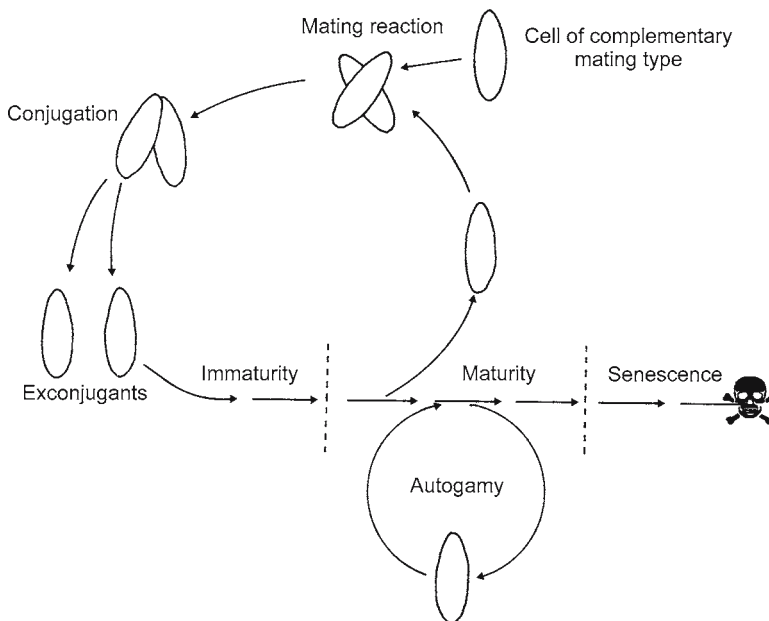 Mating reaction
Cell of complementary
mating type
Conjugation
Exconjugants
Immaturity
Maturity
Senescence
Autogamy